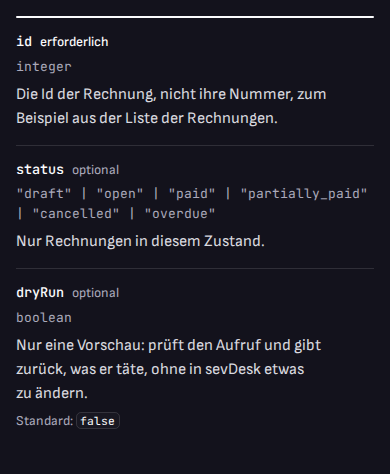 id erforderlich
integer
Die Id der Rechnung, nicht ihre Nummer, zum
Beispiel aus der Liste der Rechnungen.
status optional
"draft" | "open" | "paid" | "partially_paid"
| "cancelled" | "overdue"
Nur Rechnungen in diesem Zustand.
dryRun optional
boolean
Nur eine Vorschau: prüft den Aufruf und gibt
zurück, was er täte, ohne in sevDesk etwas
zu ändern.
Standard: false